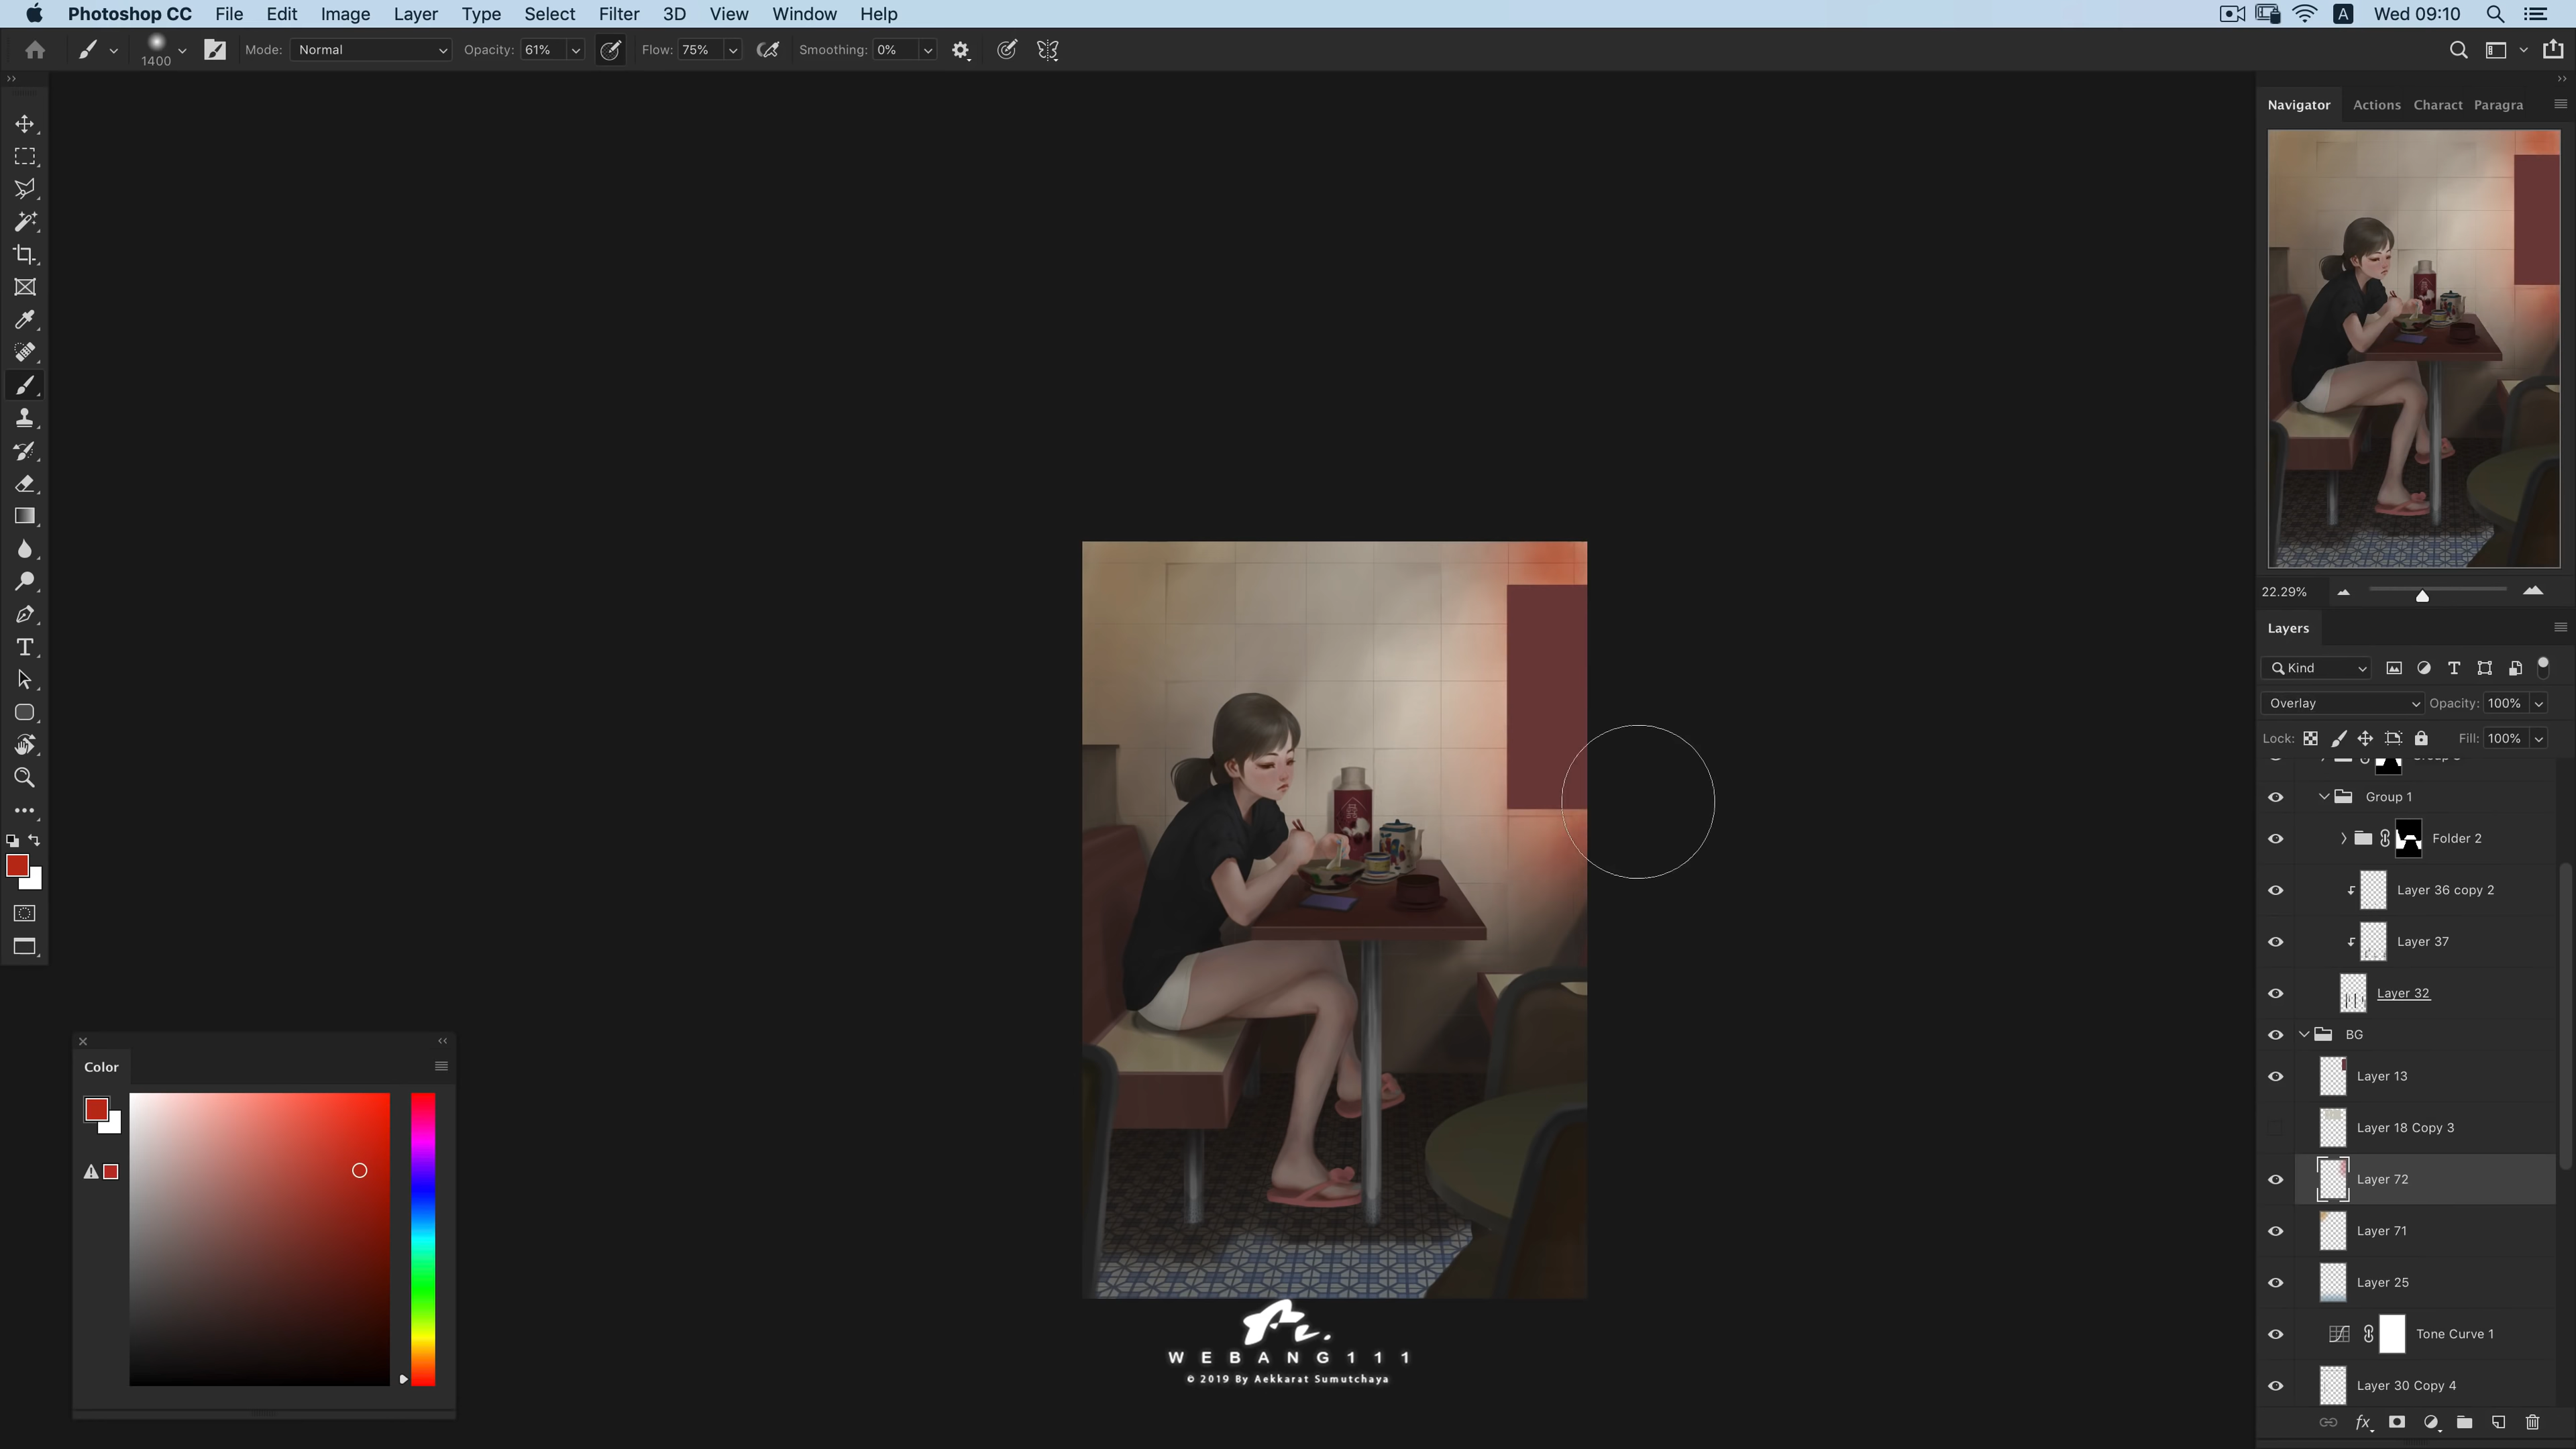 Photoshop CC File Edit Image Layer Type Select Filter 3D View Window Help A Wed 09:10
1400 Mode: Normal Opacity: 61% Flow: 75% Smoothing: 0%
Navigator Actions Charact Paragra
22.29%
Layers
Kind
Overlay Opacity: 100%
Lock: Fill: 100%
Group 1
Folder 2
Layer 36 copy 2
Layer 37
Layer 32
BG
Layer 13
Layer 18 Copy 3
Layer 72
Layer 71
Layer 25
Tone Curve 1
Layer 30 Copy 4
fx
Color
WEBANG111
© 2019 By Aekkarat Sumutchaya